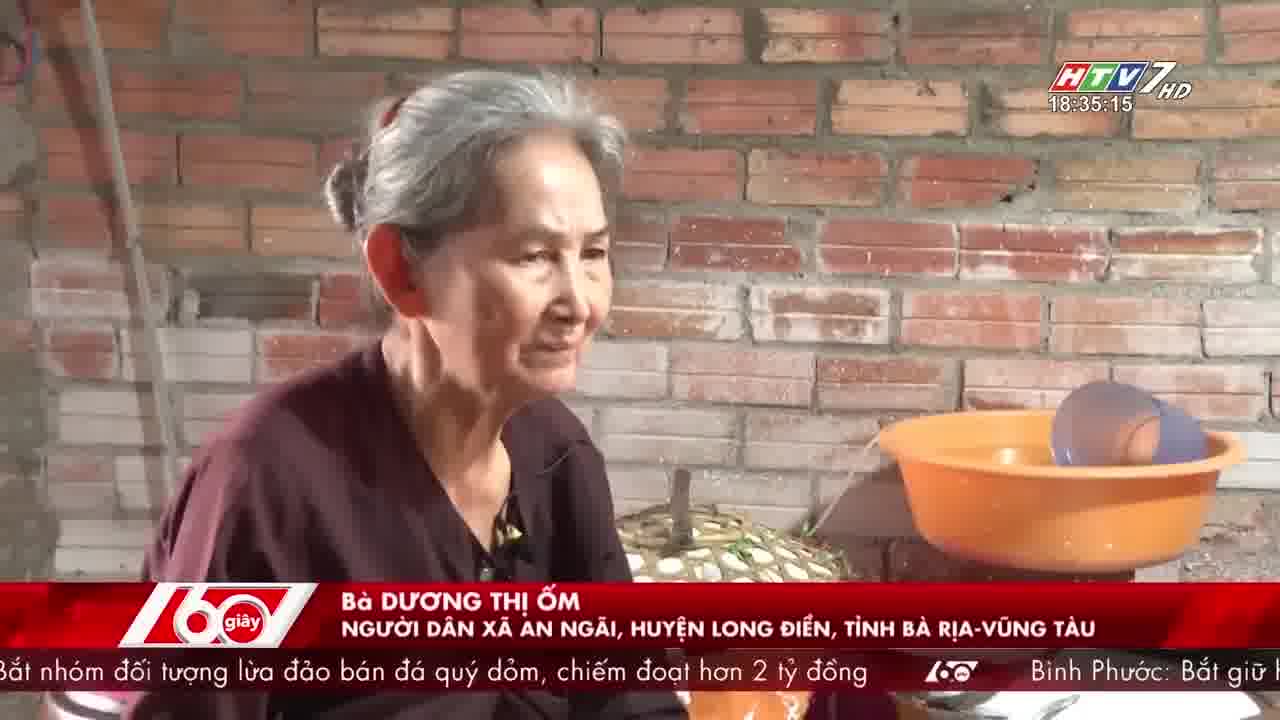 HTV7 HD
18:35:15
60 giây
Bà DƯƠNG THỊ ỐM
NGƯỜI DÂN XÃ AN NGÃI, HUYỆN LONG ĐIỀN, TỈNH BÀ RỊA-VŨNG TÀU
Bắt nhóm đối tượng lừa đảo bán đá quý dỏm, chiếm đoạt hơn 2 tỷ đồng 60 giây Bình Phước: Bắt giữ